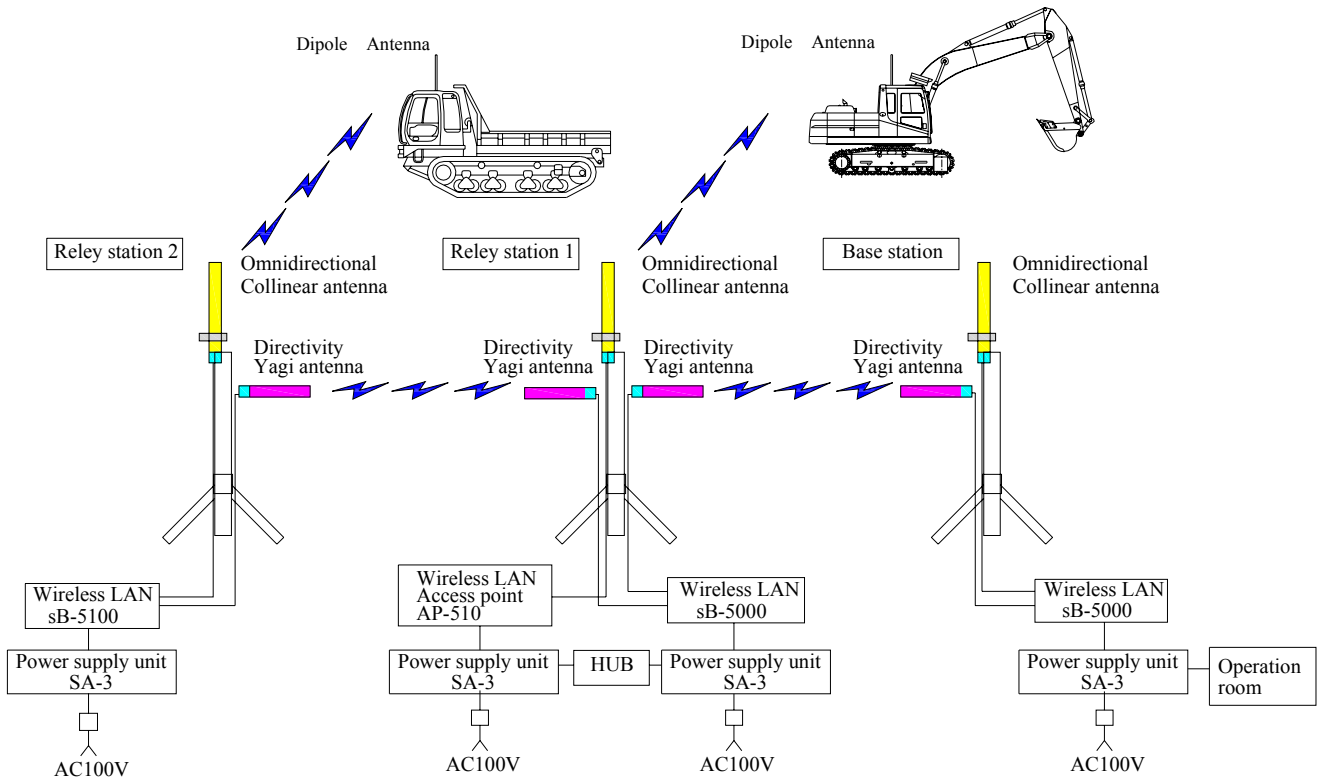 Dipole Antenna
Dipole Antenna
Reley station 2
Reley station 1
Base station
Omnidirectional
Collinear antenna
Omnidirectional
Collinear antenna
Omnidirectional
Collinear antenna
Directivity
Yagi antenna
Directivity
Yagi antenna
Directivity
Yagi antenna
Directivity
Yagi antenna
Wireless LAN
sB-5100
Wireless LAN
Access point
AP-510
Wireless LAN
sB-5000
Wireless LAN
sB-5000
Power supply unit
SA-3
Power supply unit
SA-3
HUB
Power supply unit
SA-3
Power supply unit
SA-3
Operation
room
AC100V
AC100V
AC100V
AC100V